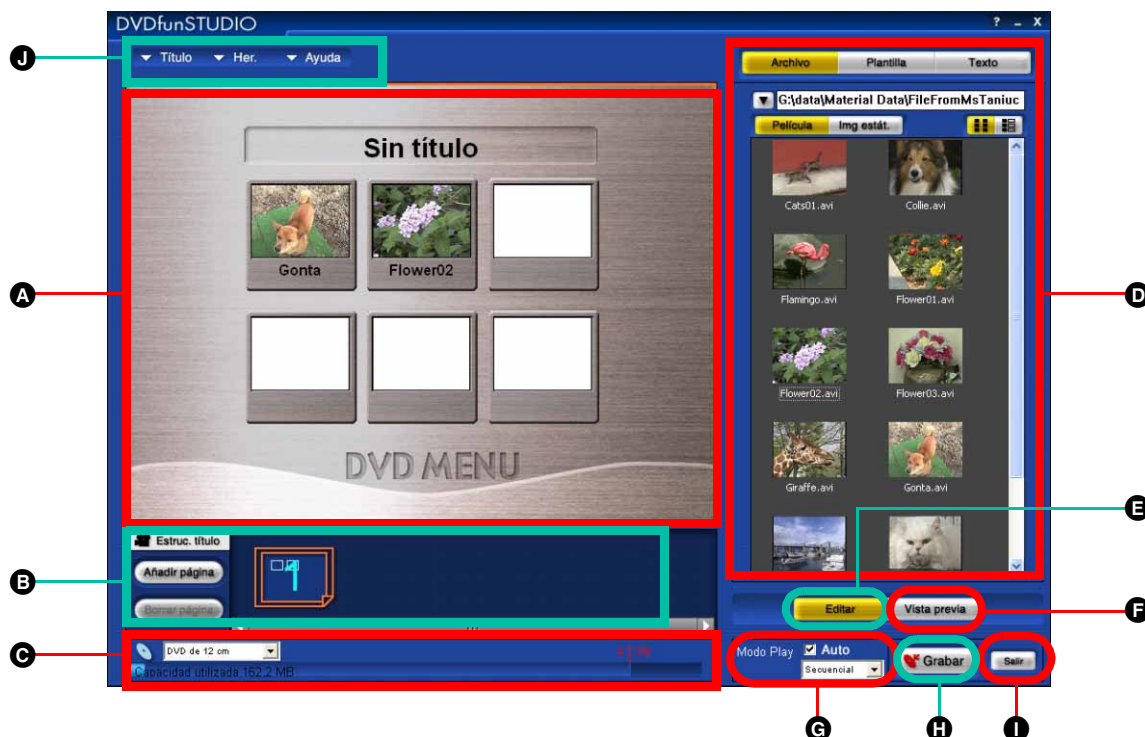 DVDfunSTUDIO
? – X
J
Título Her. Ayuda
Archivo Plantilla Texto
G:\data\Material Data\FileFromMsTaniuc
Película Img estát.
Sin título
Cats01.avi Collie.avi
Gonta Flower02
A
D
Flamingo.avi Flower01.avi
Flower02.avi Flower03.avi
DVD MENU
Giraffe.avi Gonta.avi
E
Estruc. título
Añadir página
1
B
Borrar página
Editar Vista previa
F
C
DVD de 12 cm
Capacidad utilizada 162,2 MB
Modo Play Auto
Secuencial
Grabar
Salir
G
H
I